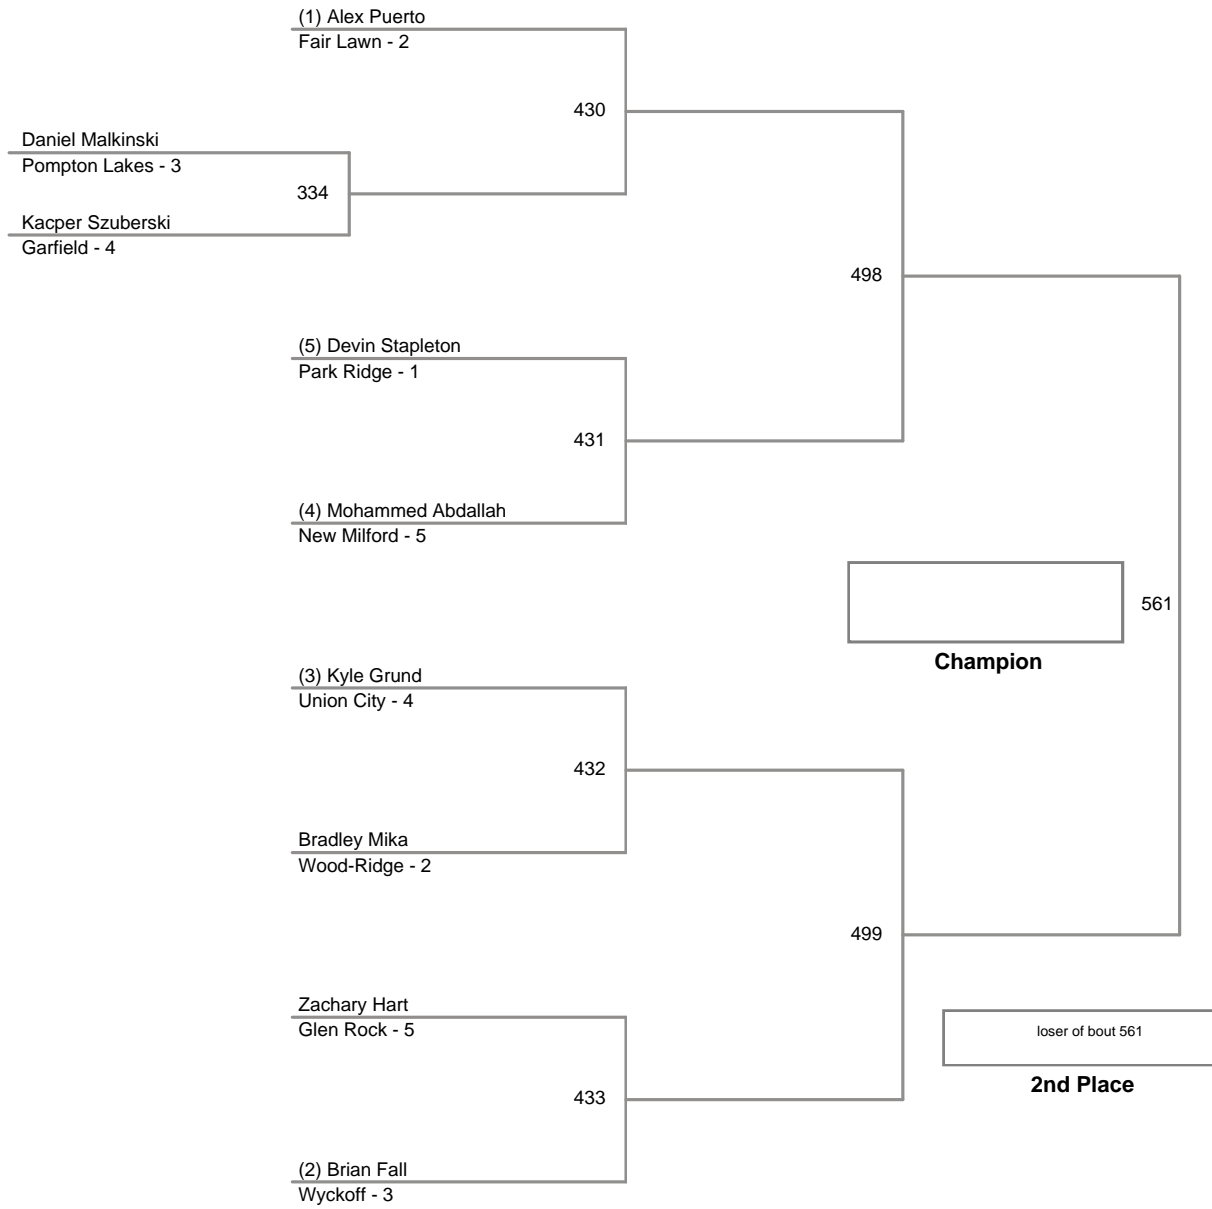 (1) Alex Puerto
Fair Lawn - 2
430
Daniel Malkinski
Pompton Lakes - 3
334
Kacper Szuberski
Garfield - 4
498
(5) Devin Stapleton
Park Ridge - 1
431
(4) Mohammed Abdallah
New Milford - 5
561
Champion
(3) Kyle Grund
Union City - 4
432
Bradley Mika
Wood-Ridge - 2
499
Zachary Hart
Glen Rock - 5
loser of bout 561
2nd Place
433
(2) Brian Fall
Wyckoff - 3